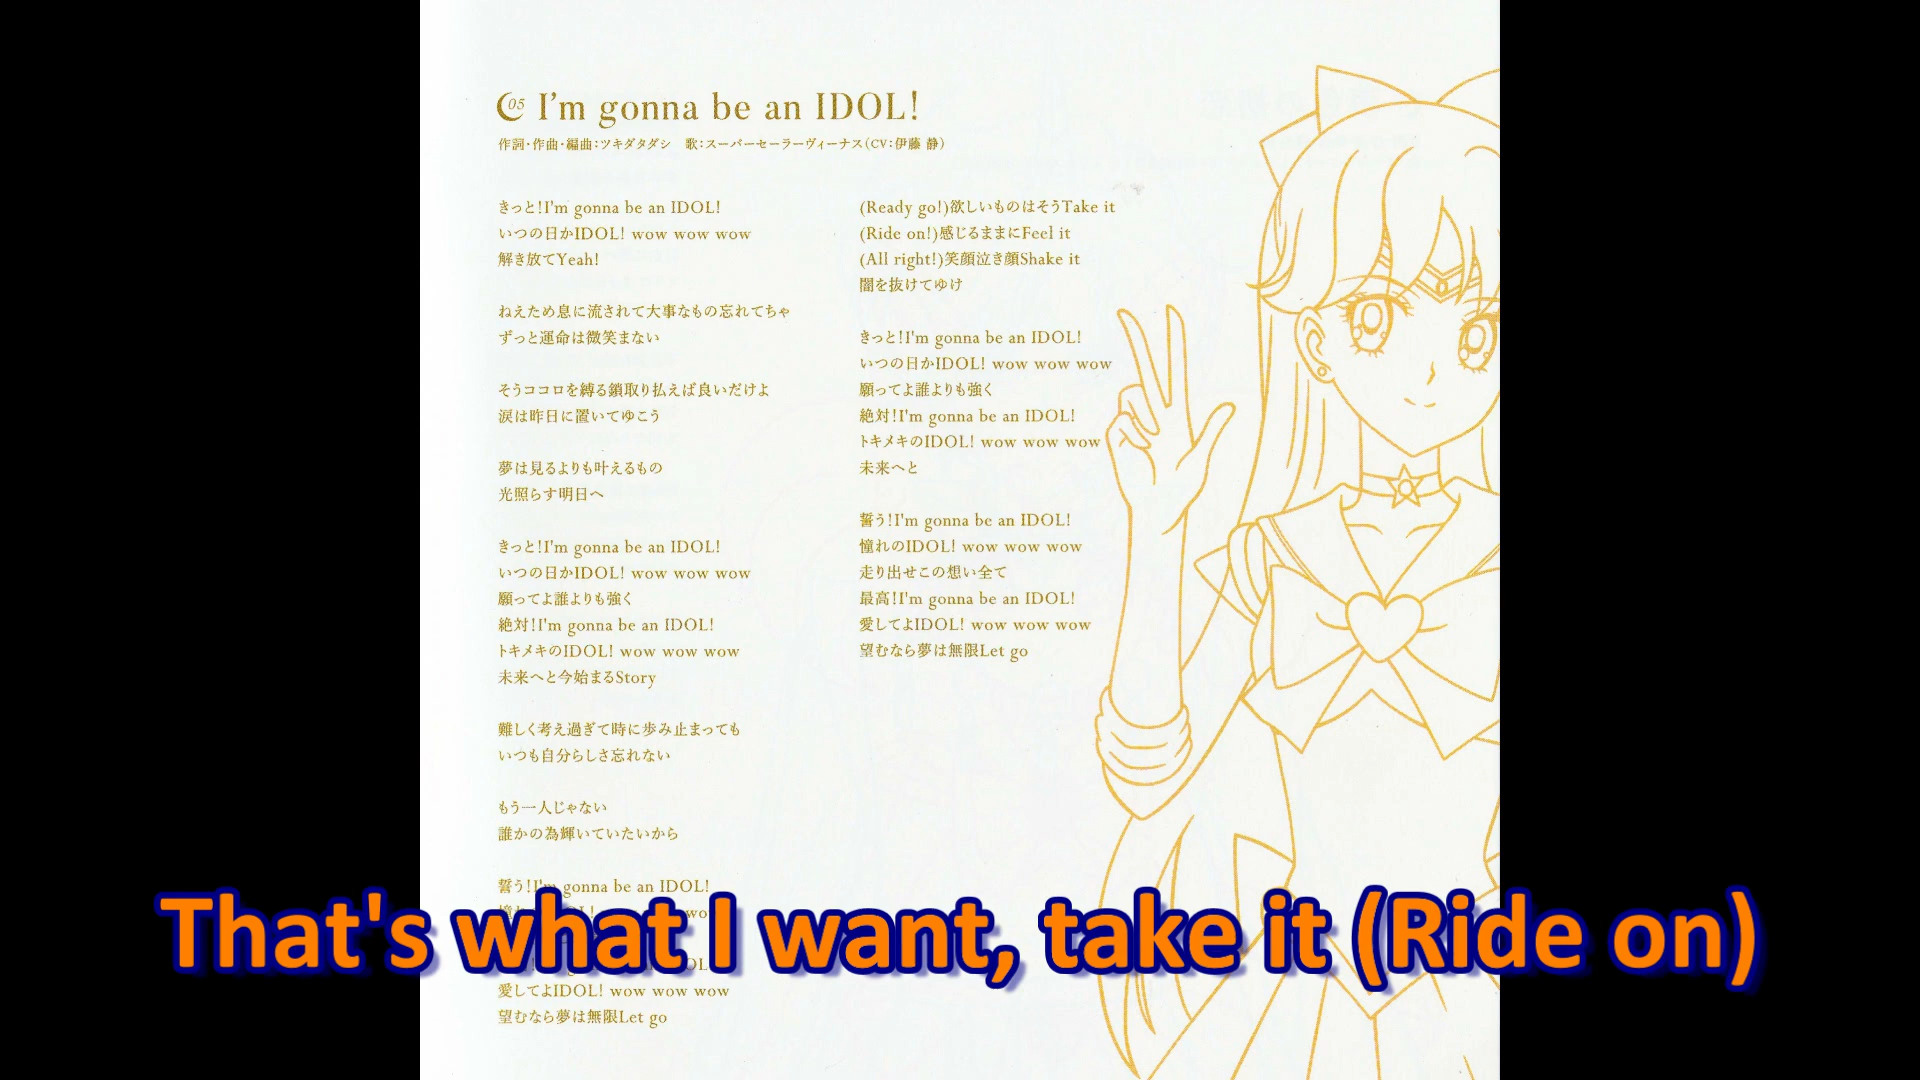 05 I'm gonna be an IDOL!
作詞・作曲・編曲:ツキダタダシ 歌:スーパーセーラーヴィーナス(CV:伊藤 静)
きっと!I'm gonna be an IDOL!
いつの日かIDOL! wow wow wow
解き放てYeah!
ねえため息に流されて大事なもの忘れてちゃ
ずっと運命は微笑まない
そうココロを縛る鎖取り払えば良いだけよ
涙は昨日に置いてゆこう
夢は見るよりも叶えるもの
光照らす明日へ
きっと!I'm gonna be an IDOL!
いつの日かIDOL! wow wow wow
願ってよ誰よりも強く
絶対!I'm gonna be an IDOL!
トキメキのIDOL! wow wow wow
未来へと今始まるStory
難しく考え過ぎて時に歩み止まっても
いつも自分らしさ忘れない
もう一人じゃない
誰かの為輝いていたいから
誓う!I'm gonna be an IDOL!
愛してよIDOL! wow wow wow
望むなら夢は無限Let go
(Ready go!)欲しいものはそうTake it
(Ride on!)感じるままにFeel it
(All right!)笑顔泣き顔Shake it
闇を抜けてゆけ
きっと!I'm gonna be an IDOL!
いつの日かIDOL! wow wow wow
願ってよ誰よりも強く
絶対!I'm gonna be an IDOL!
トキメキのIDOL! wow wow wow
未来へと
誓う!I'm gonna be an IDOL!
憧れのIDOL! wow wow wow
走り出せこの想い全て
最高!I'm gonna be an IDOL!
愛してよIDOL! wow wow wow
望むなら夢は無限Let go
That's what I want, take it (Ride on)